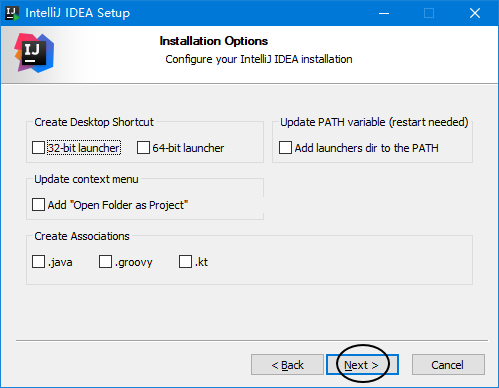 IJ IntelliJ IDEA Setup
IJ
Installation Options
Configure your IntelliJ IDEA installation
Create Desktop Shortcut
32-bit launcher
64-bit launcher
Update PATH variable (restart needed)
Add launchers dir to the PATH
Update context menu
Add "Open Folder as Project"
Create Associations
.java
.groovy
.kt
< Back
Next >
Cancel